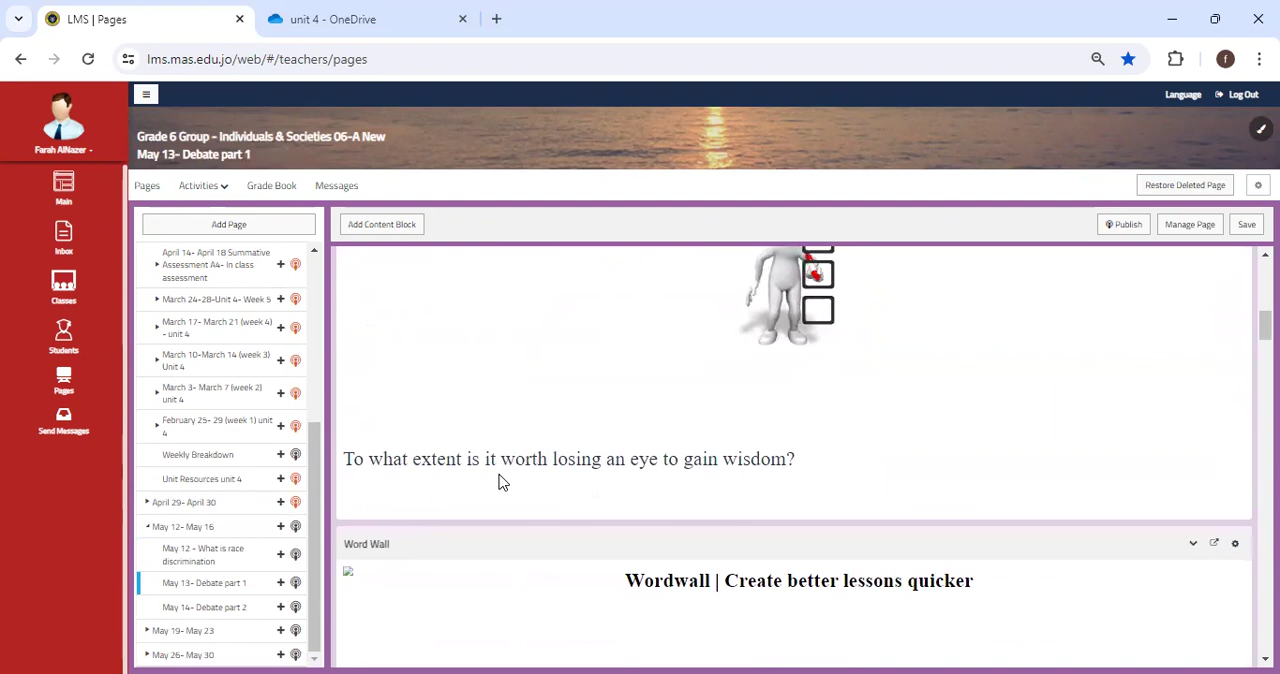 LMS | Pages
unit 4 - OneDrive
lms.mas.edu.jo/web/#/teachers/pages
f
Language
Log Out
Farah AlNazer
Grade 6 Group - Individuals & Societies 06-A New
May 13- Debate part 1
Pages
Activities
Grade Book
Messages
Restore Deleted Page
Main
Inbox
Classes
Students
Pages
Send Messages
Add Page
Add Content Block
Publish
Manage Page
Save
April 14- April 18 Summative
Assessment A4- In class
assessment
March 24-28-Unit 4- Week 5
March 17- March 21 (week 4)
- unit 4
March 10-March 14 (week 3)
Unit 4
March 3- March 7 (week 2)
unit 4
February 25- 29 (week 1) unit
4
Weekly Breakdown
Unit Resources unit 4
April 29- April 30
May 12- May 16
May 12 - What is race
discrimination
May 13- Debate part 1
May 14- Debate part 2
May 19- May 23
May 26- May 30
To what extent is it worth losing an eye to gain wisdom?
Word Wall
Wordwall | Create better lessons quicker